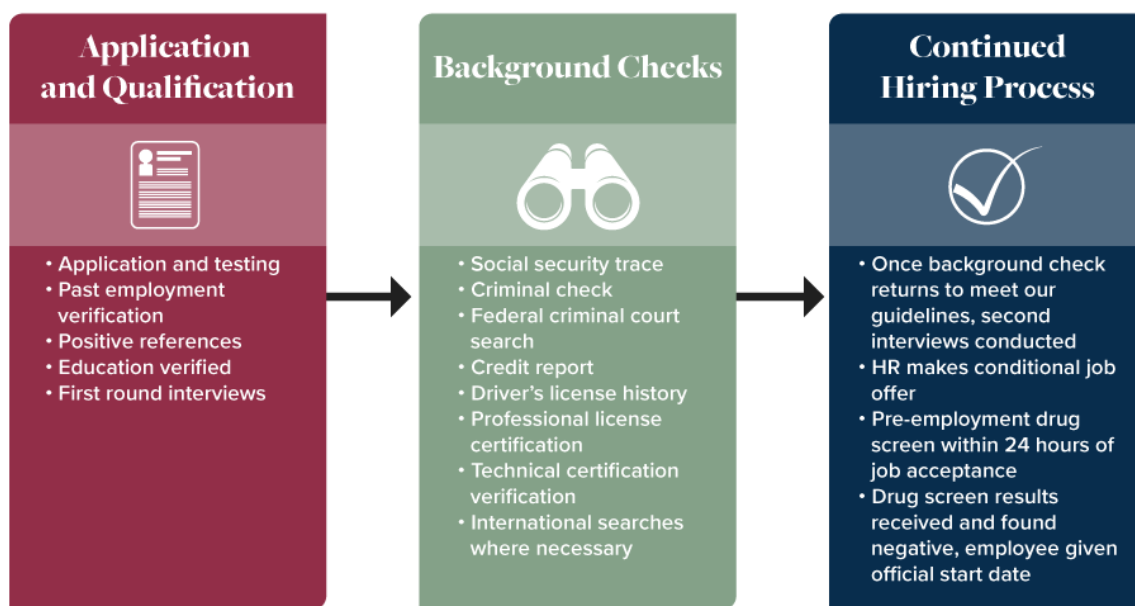 Application
and Qualification
• Application and testing
• Past employment
verification
• Positive references
• Education verified
• First round interviews
Background Checks
• Social security trace
• Criminal check
• Federal criminal court
search
• Credit report
• Driver's license history
• Professional license
certification
• Technical certification
verification
• International searches
where necessary
Continued
Hiring Process
• Once background check
returns to meet our
guidelines, second
interviews conducted
• HR makes conditional job
offer
• Pre-employment drug
screen within 24 hours of
job acceptance
• Drug screen results
received and found
negative, employee given
official start date